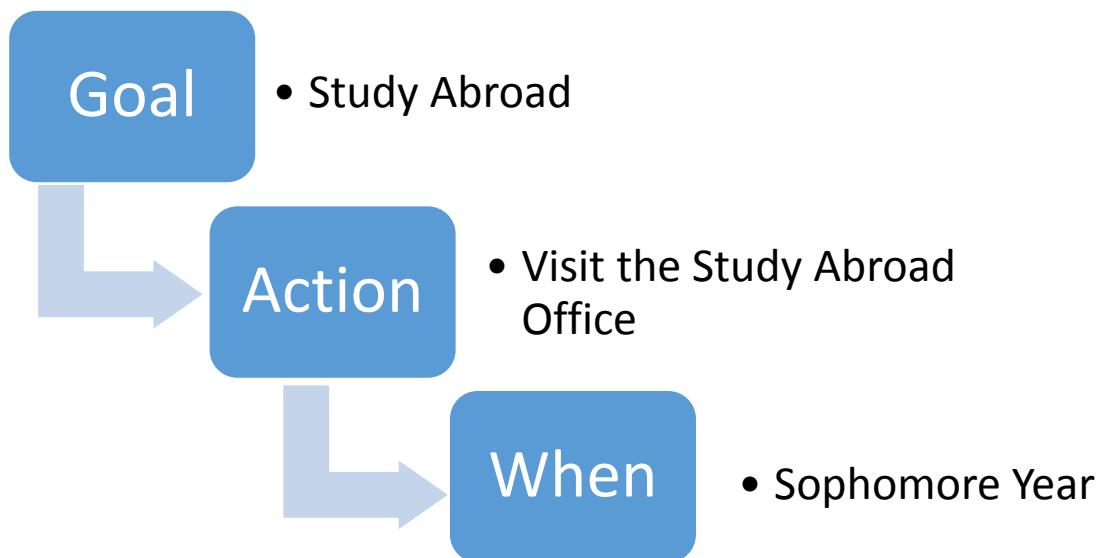 Goal
• Study Abroad
Action
• Visit the Study Abroad
Office
When
• Sophomore Year